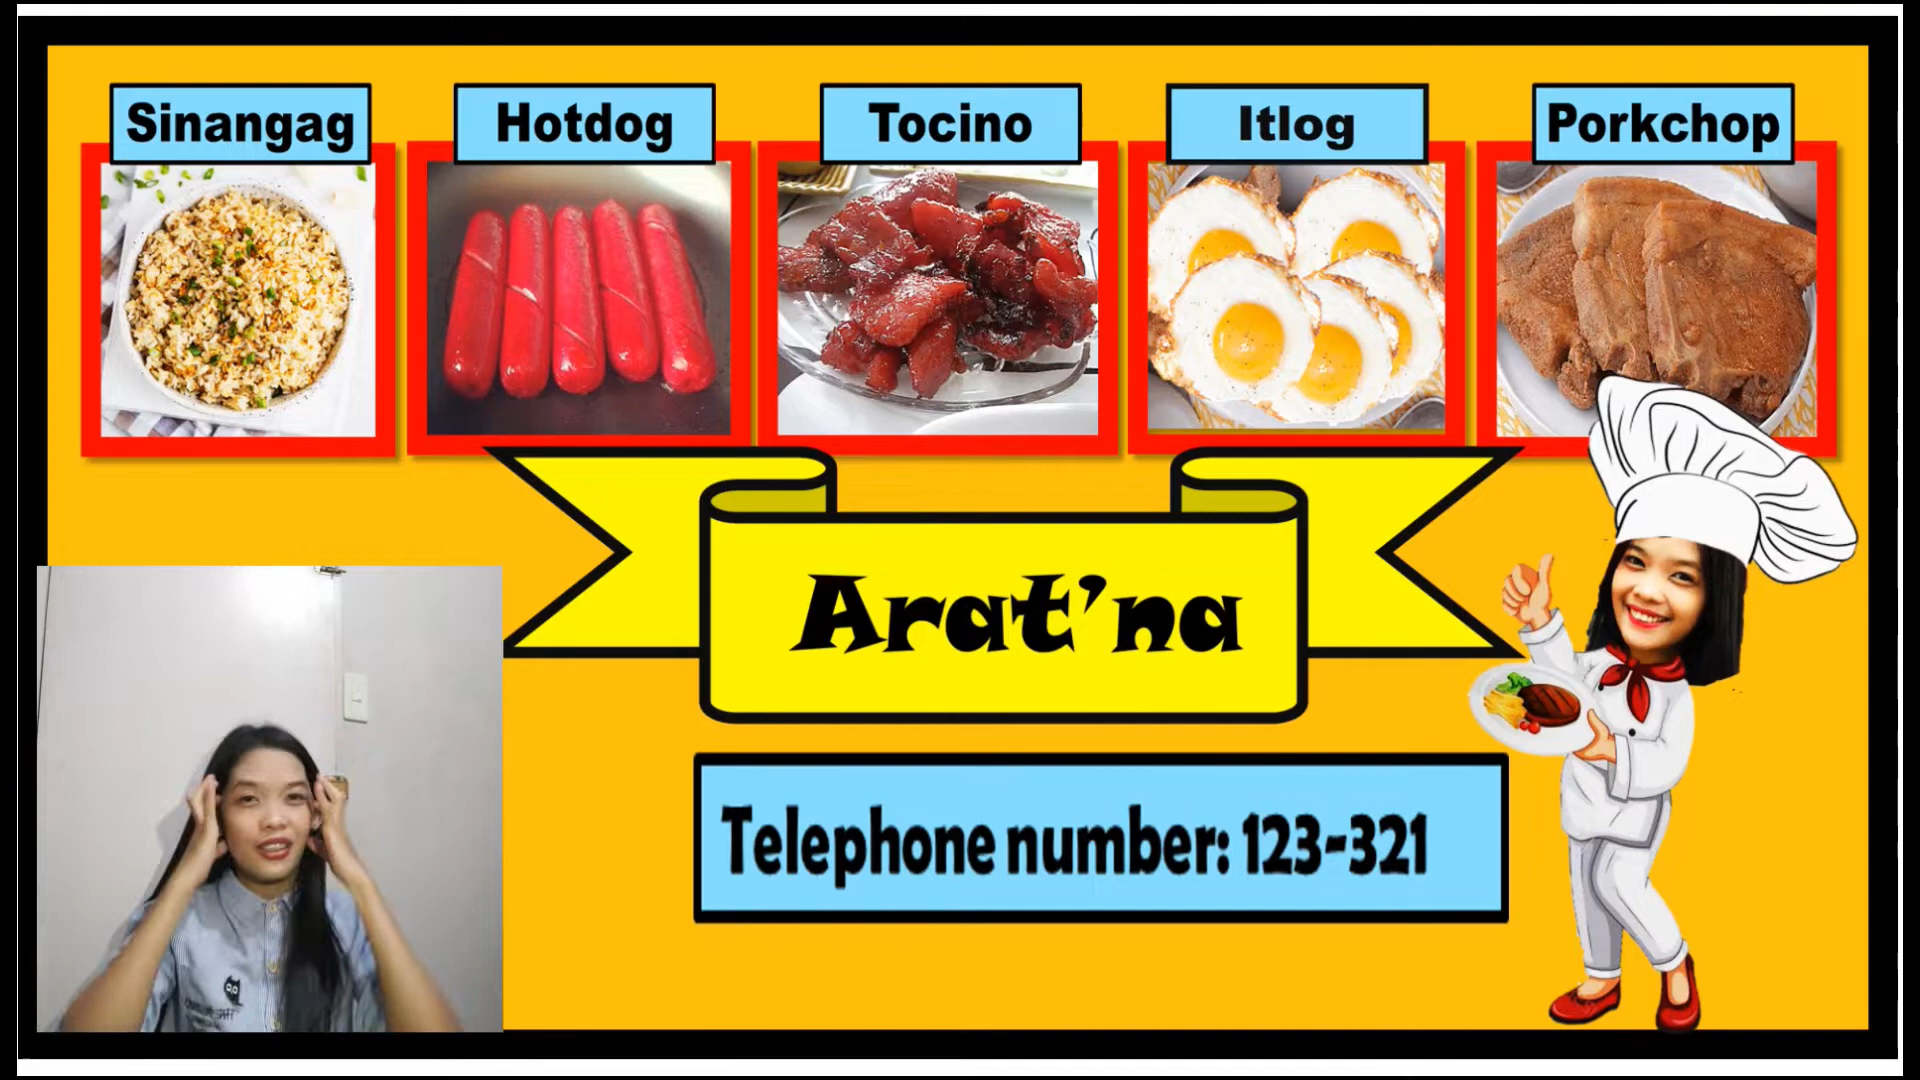 Sinangag
Hotdog
Tocino
Itlog
Porkchop
Arat'na
Telephone number: 123-321